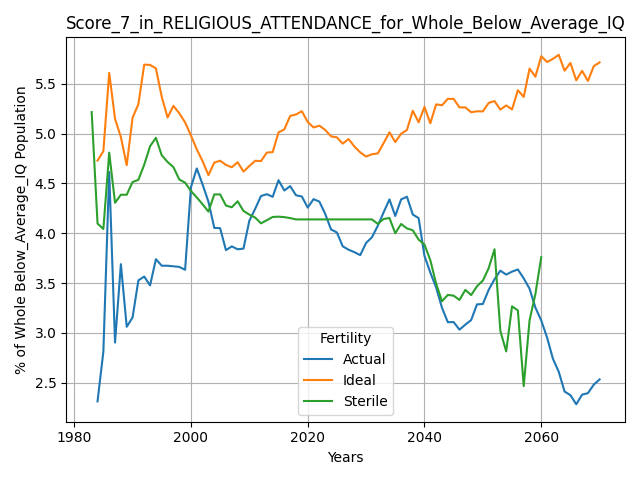 Score_7_in_RELIGIOUS_ATTENDANCE_for_Whole_Below_Average_IQ
% of Whole Below_Average_IQ Population
5.5
5.0
4.5
4.0
3.5
3.0
2.5
Fertility
Actual
Ideal
Sterile
1980
2000
2020
2040
2060
Years